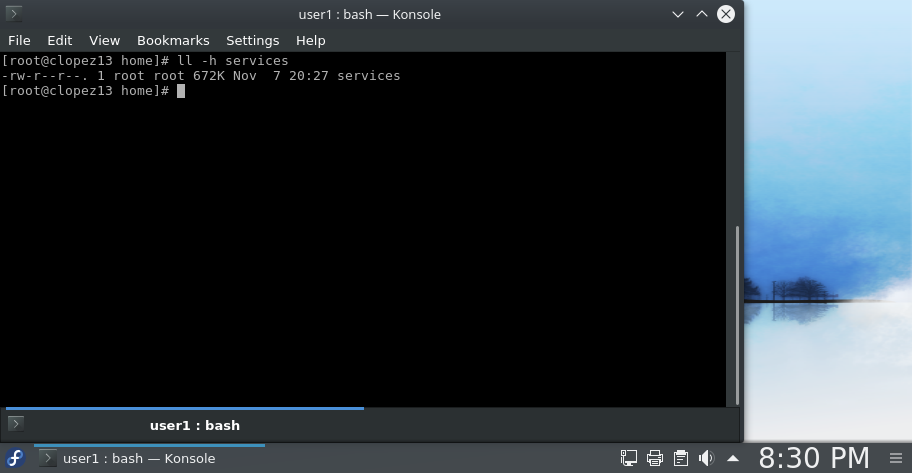 user1 : bash — Konsole
File Edit View Bookmarks Settings Help
[root@clopez13 home]# ll -h services
-rw-r--r--. 1 root root 672K Nov  7 20:27 services
[root@clopez13 home]#
user1 : bash
user1 : bash — Konsole
8:30 PM